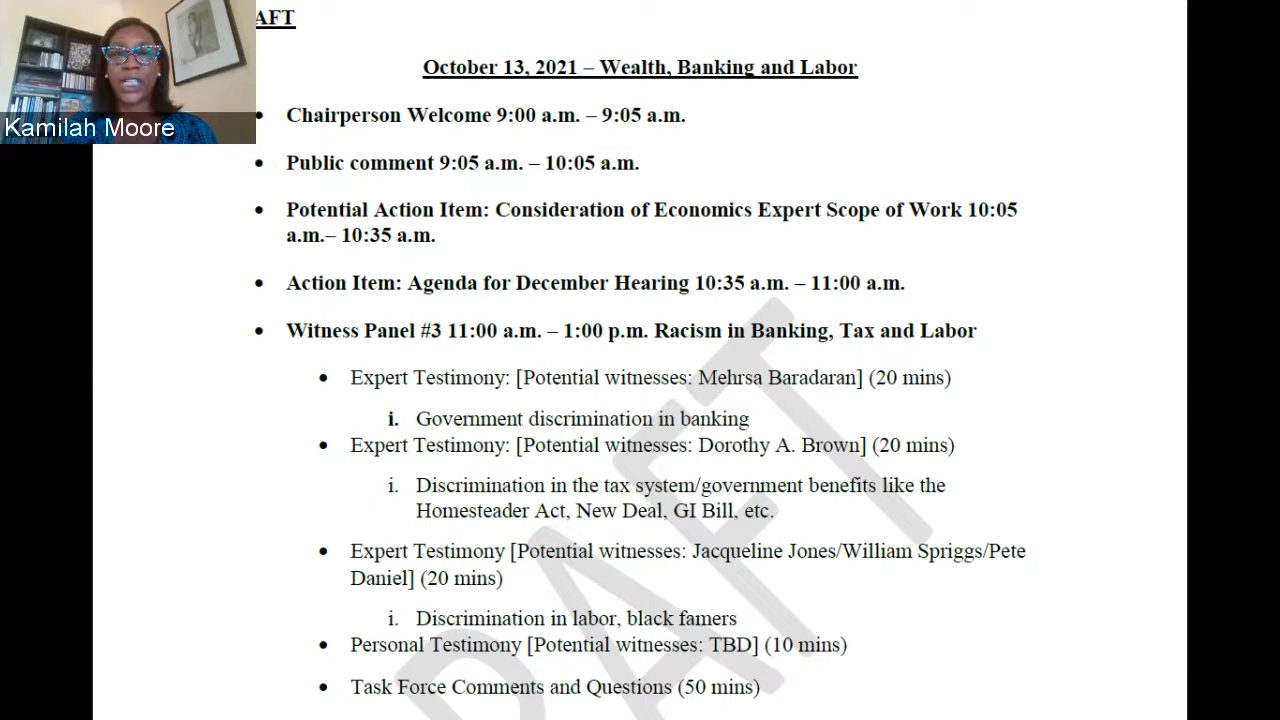 AFT
October 13, 2021 – Wealth, Banking and Labor
Kamilah Moore
• Chairperson Welcome 9:00 a.m. – 9:05 a.m.
• Public comment 9:05 a.m. – 10:05 a.m.
• Potential Action Item: Consideration of Economics Expert Scope of Work 10:05
a.m.– 10:35 a.m.
• Action Item: Agenda for December Hearing 10:35 a.m. – 11:00 a.m.
• Witness Panel #3 11:00 a.m. – 1:00 p.m. Racism in Banking, Tax and Labor
• Expert Testimony: [Potential witnesses: Mehrsa Baradaran] (20 mins)
i. Government discrimination in banking
• Expert Testimony: [Potential witnesses: Dorothy A. Brown] (20 mins)
i. Discrimination in the tax system/government benefits like the
Homesteader Act, New Deal, GI Bill, etc.
• Expert Testimony [Potential witnesses: Jacqueline Jones/William Spriggs/Pete
Daniel] (20 mins)
i. Discrimination in labor, black famers
• Personal Testimony [Potential witnesses: TBD] (10 mins)
• Task Force Comments and Questions (50 mins)
DRAFT